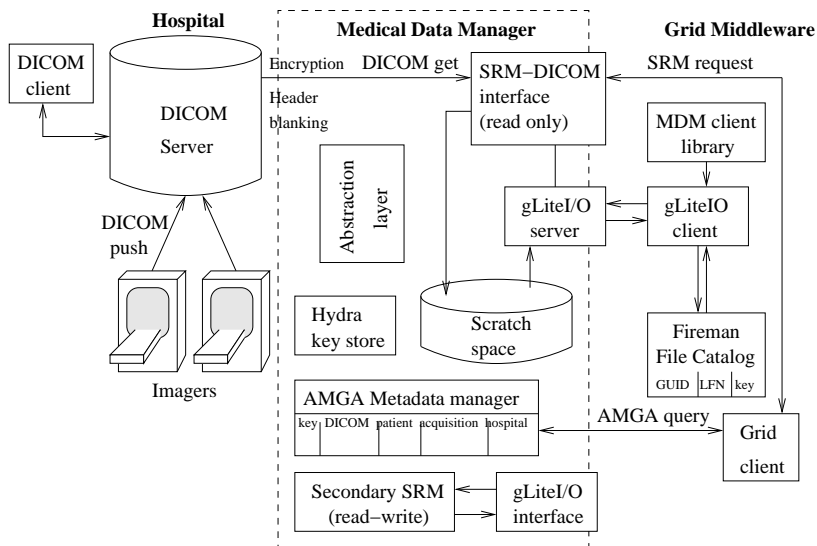 Hospital
Medical Data Manager
Grid Middleware
DICOM
client
DICOM
Server
Encryption
Header
blanking
DICOM get
SRM−DICOM
interface
(read only)
SRM request
MDM client
library
Abstraction
layer
gLiteI/O
server
gLiteIO
client
DICOM
push
Imagers
Hydra
key store
Scratch
space
Fireman
File Catalog
GUID LFN key
AMGA Metadata manager
key DICOM patient acquisition hospital
AMGA query
Grid
client
Secondary SRM
(read−write)
gLiteI/O
interface